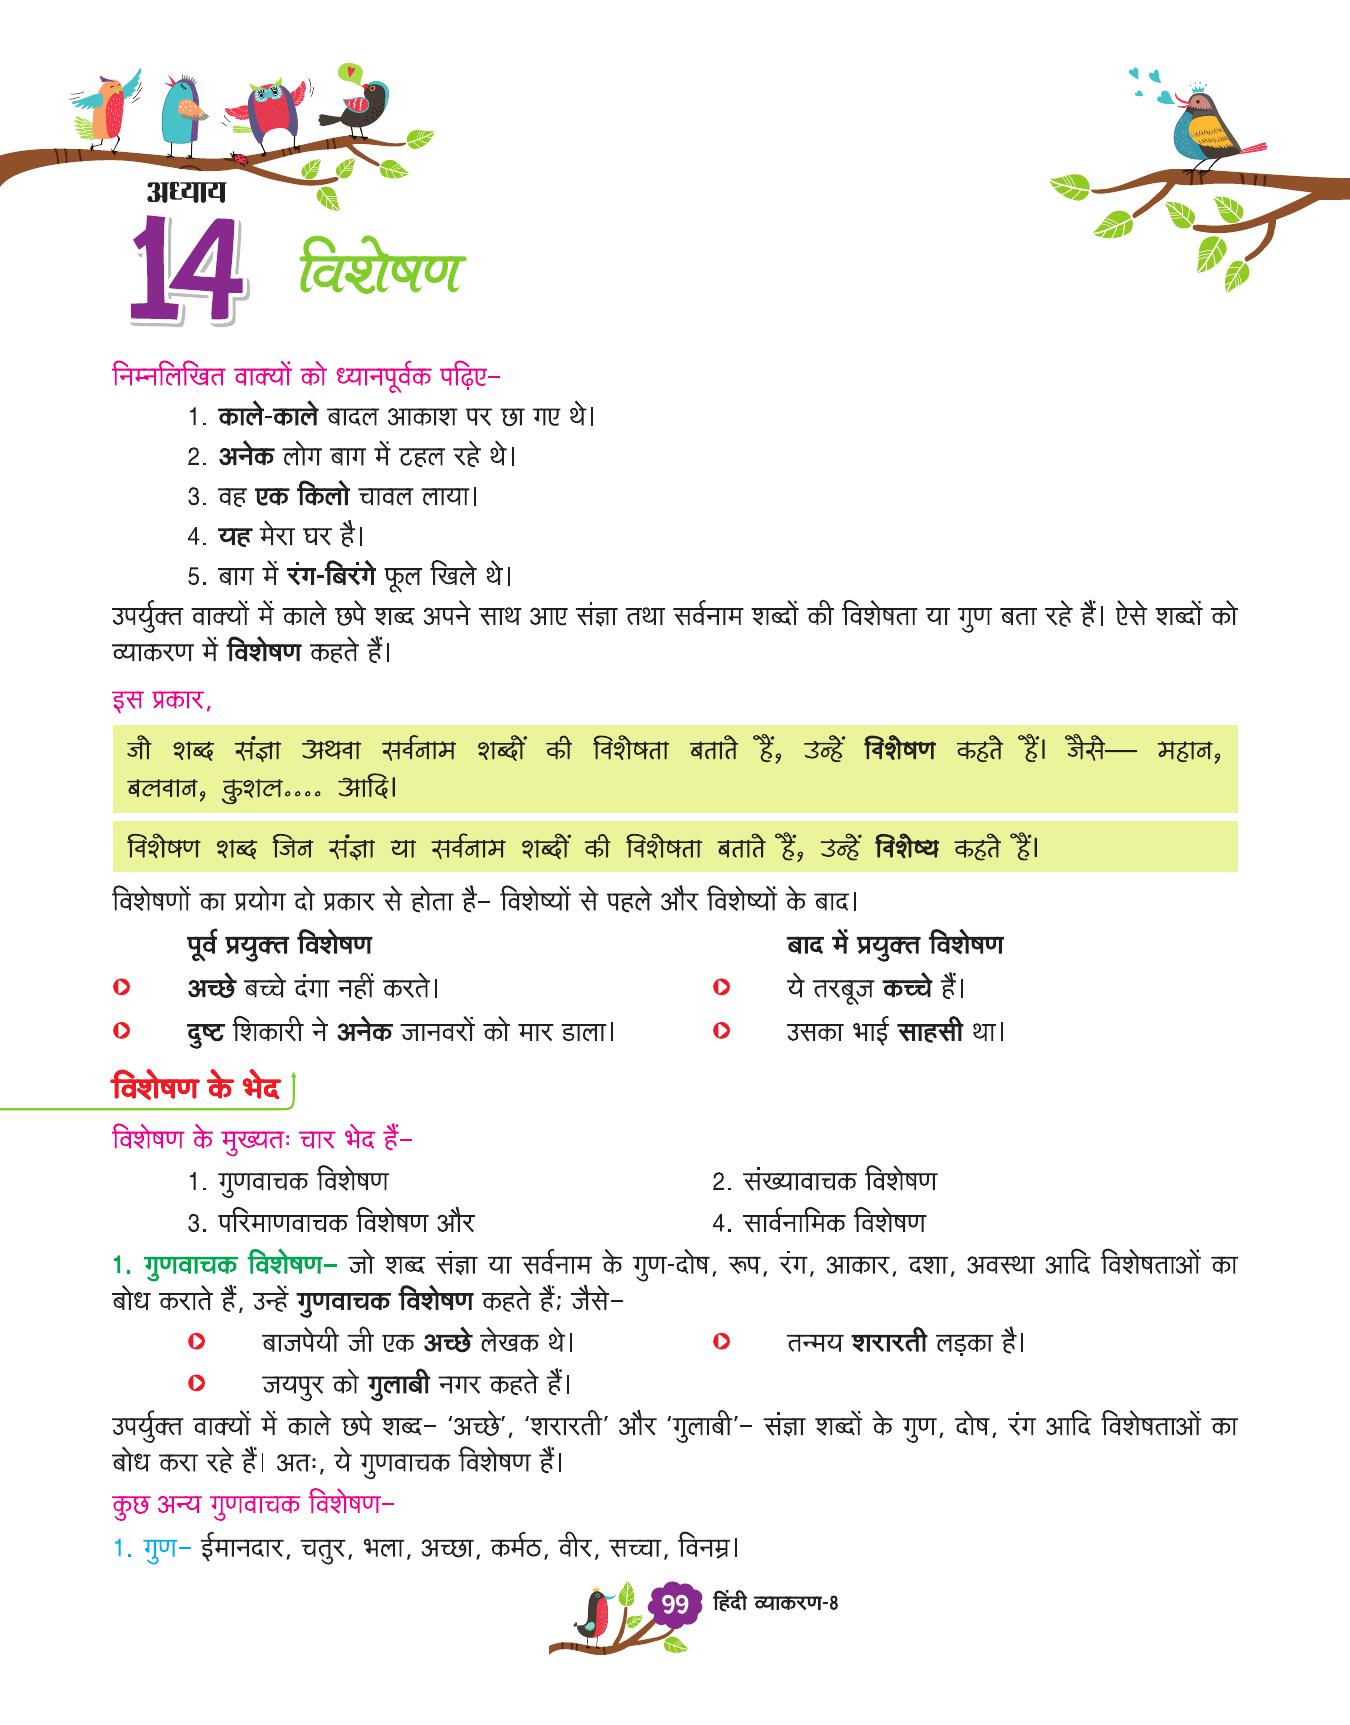 अध्याय
14
विशेषण
निम्नलिखित वाक्यों को ध्यानपूर्वक पढ़िए–
1. काले-काले बादल आकाश पर छा गए थे।
2. अनेक लोग बाग में टहल रहे थे।
3. वह एक किलो चावल लाया।
4. यह मेरा घर है।
5. बाग में रंग-बिरंगे फूल खिले थे।
उपर्युक्त वाक्यों में काले छपे शब्द अपने साथ आए संज्ञा तथा सर्वनाम शब्दों की विशेषता या गुण बता रहे हैं। ऐसे शब्दों को
व्याकरण में विशेषण कहते हैं।
इस प्रकार,
जो शब्द संज्ञा अथवा सर्वनाम शब्दों की विशेषता बताते हैं, उन्हें विशेषण कहते हैं। जैसे— महान,
बलवान, कुशल.... आदि।
विशेषण शब्द जिन संज्ञा या सर्वनाम शब्दों की विशेषता बताते हैं, उन्हें विशेष्य कहते हैं।
विशेषणों का प्रयोग दो प्रकार से होता है– विशेष्यों से पहले और विशेष्यों के बाद।
पूर्व प्रयुक्त विशेषण बाद में प्रयुक्त विशेषण
अच्छे बच्चे दंगा नहीं करते। ये तरबूज कच्चे हैं।
दुष्ट शिकारी ने अनेक जानवरों को मार डाला। उसका भाई साहसी था।
विशेषण के भेद
विशेषण के मुख्यतः चार भेद हैं–
1. गुणवाचक विशेषण 2. संख्यावाचक विशेषण
3. परिमाणवाचक विशेषण और 4. सार्वनामिक विशेषण
1. गुणवाचक विशेषण– जो शब्द संज्ञा या सर्वनाम के गुण-दोष, रूप, रंग, आकार, दशा, अवस्था आदि विशेषताओं का
बोध कराते हैं, उन्हें गुणवाचक विशेषण कहते हैं; जैसे–
बाजपेयी जी एक अच्छे लेखक थे। तन्मय शरारती लड़का है।
जयपुर को गुलाबी नगर कहते हैं।
उपर्युक्त वाक्यों में काले छपे शब्द– ‘अच्छे’, ‘शरारती’ और ‘गुलाबी’– संज्ञा शब्दों के गुण, दोष, रंग आदि विशेषताओं का
बोध करा रहे हैं। अतः, ये गुणवाचक विशेषण हैं।
कुछ अन्य गुणवाचक विशेषण–
1. गुण– ईमानदार, चतुर, भला, अच्छा, कर्मठ, वीर, सच्चा, विनम्र।
99 हिंदी व्याकरण-8